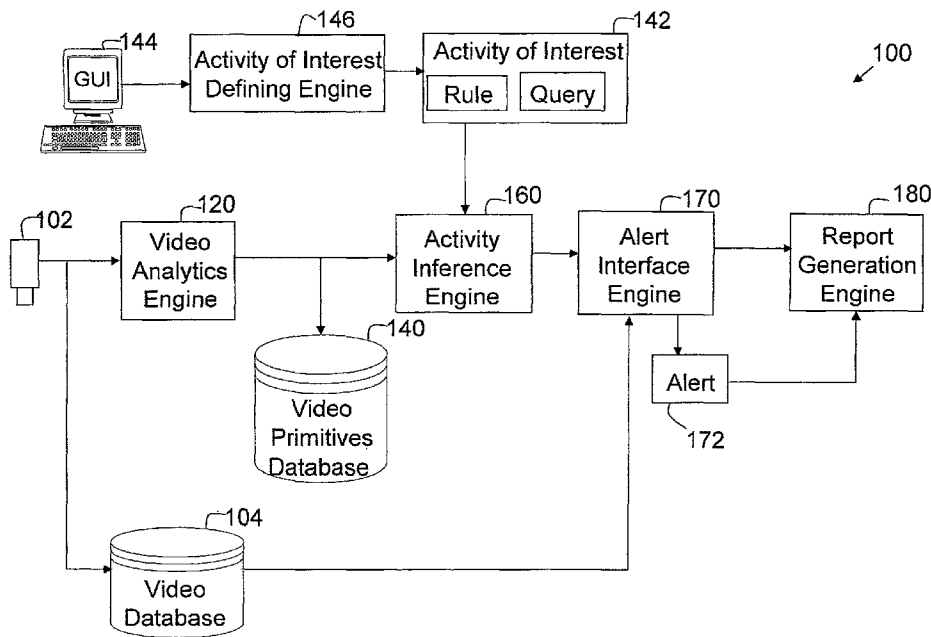 144
146
142
GUI
Activity of Interest
Defining Engine
Activity of Interest
Rule
Query
100
102
120
Video
Analytics
Engine
160
Activity
Inference
Engine
170
Alert
Interface
Engine
180
Report
Generation
Engine
140
Video
Primitives
Database
Alert
172
104
Video
Database